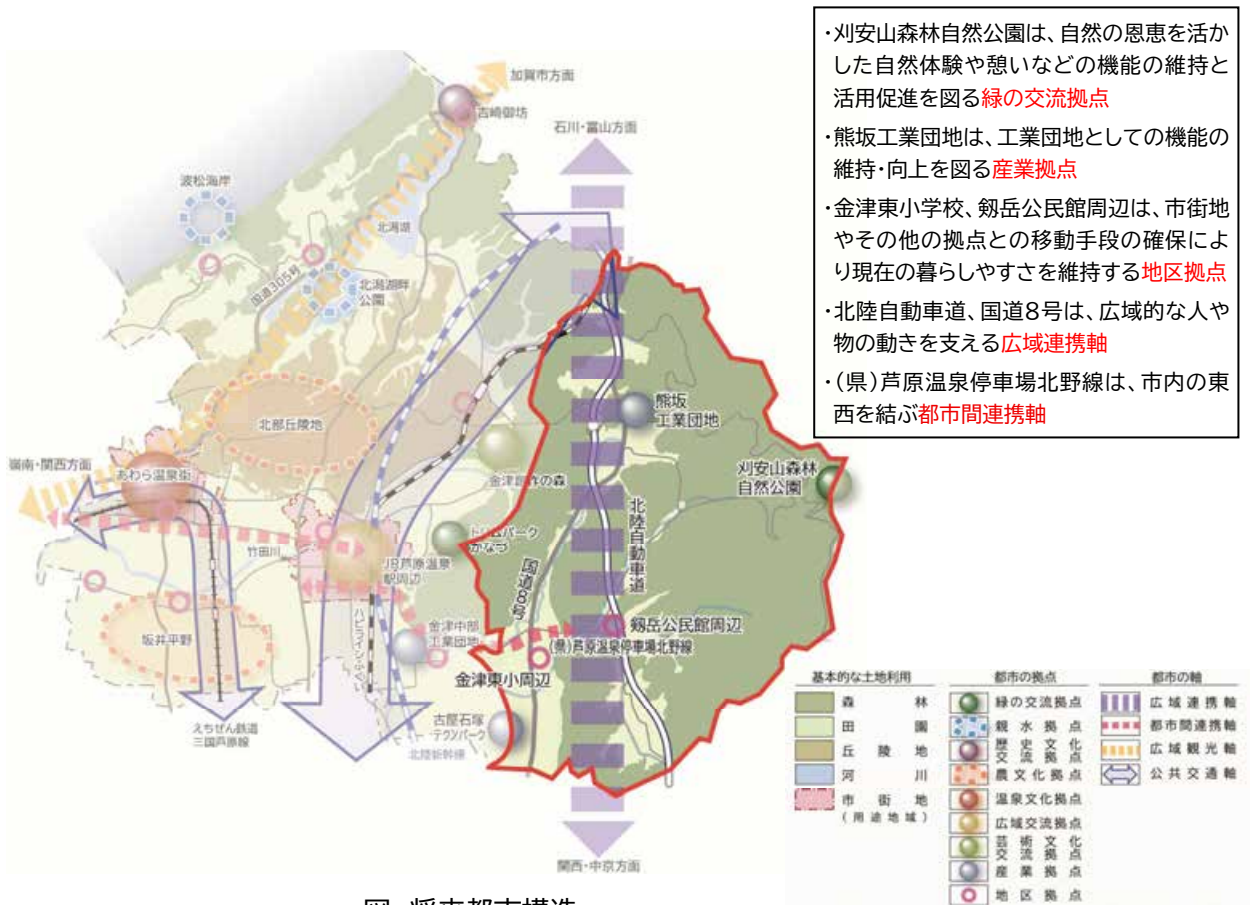 ・刈安山森林自然公園は、自然の恩恵を活か
した自然体験や憩いなどの機能の維持と
活用促進を図る緑の交流拠点
・熊坂工業団地は、工業団地としての機能の
維持・向上を図る産業拠点
・金津東小学校、剱岳公民館周辺は、市街地
やその他の拠点との移動手段の確保によ
り現在の暮らしやすさを維持する地区拠点
・北陸自動車道、国道8号は、広域的な人や
物の動きを支える広域連携軸
・(県)芦原温泉停車場北野線は、市内の東
西を結ぶ都市間連携軸
加賀市方面
吉崎御坊
石川・富山方面
波松海岸
北潟湖
国道305号
北潟湖畔
公園
北部丘陵地
嶺南・関西方面
あわら温泉街
金津創作の森
熊坂
工業団地
刈安山森林
自然公園
トリムパーク
かなづ
北陸自動車道
竹田川
JR芦原温泉
駅周辺
国道8号
坂井平野
ハピラインふくい
金津中部
工業団地
剱岳公民館周辺
(県)芦原温泉停車場北野線
金津東小周辺
古屋石塚
テクノパーク
北陸新幹線
えちぜん鉄道
三国芦原線
関西・中京方面
基本的な土地利用
森林
田園
丘陵地
河川
市街地
(用途地域)
都市の拠点
緑の交流拠点
親水拠点
歴史文化
交流拠点
農文化拠点
温泉文化拠点
広域交流拠点
芸術文化
交流拠点
産業拠点
地区拠点
都市の軸
広域連携軸
都市間連携軸
広域観光軸
公共交通軸